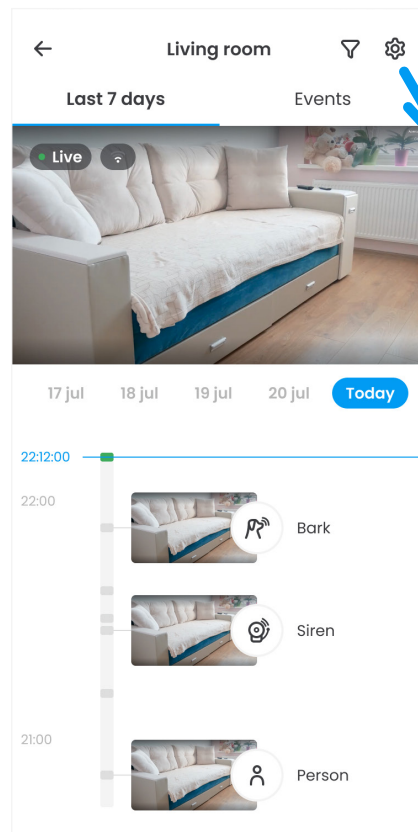 Living room
Last 7 days Events
Live
17 jul 18 jul 19 jul 20 jul Today
22:12:00
22:00
Bark
Siren
21:00
Person